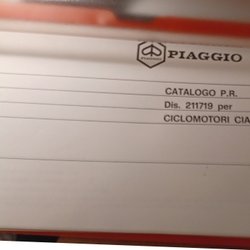 PIAGGIO
CATALOGO P.R.
Dis. 211719 per
CICLOMOTORI CIA